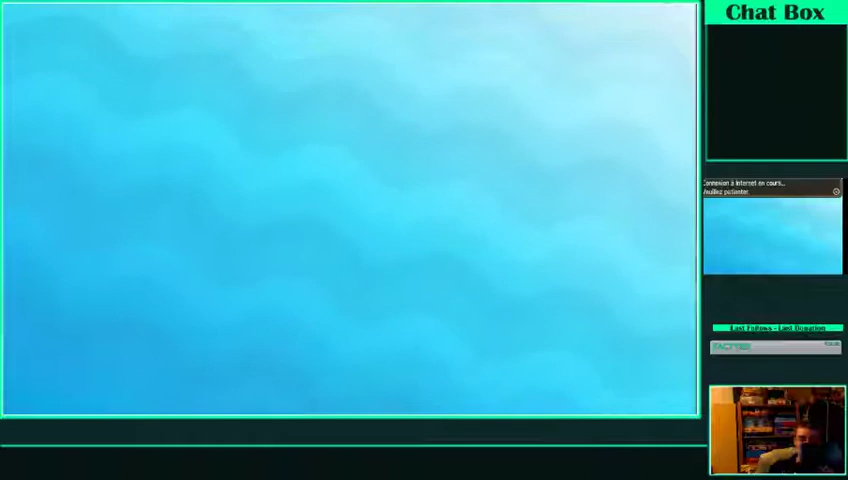 Chat Box
Connexion à Internet en cours...
Veuillez patienter.
Last Follows - Last Donation